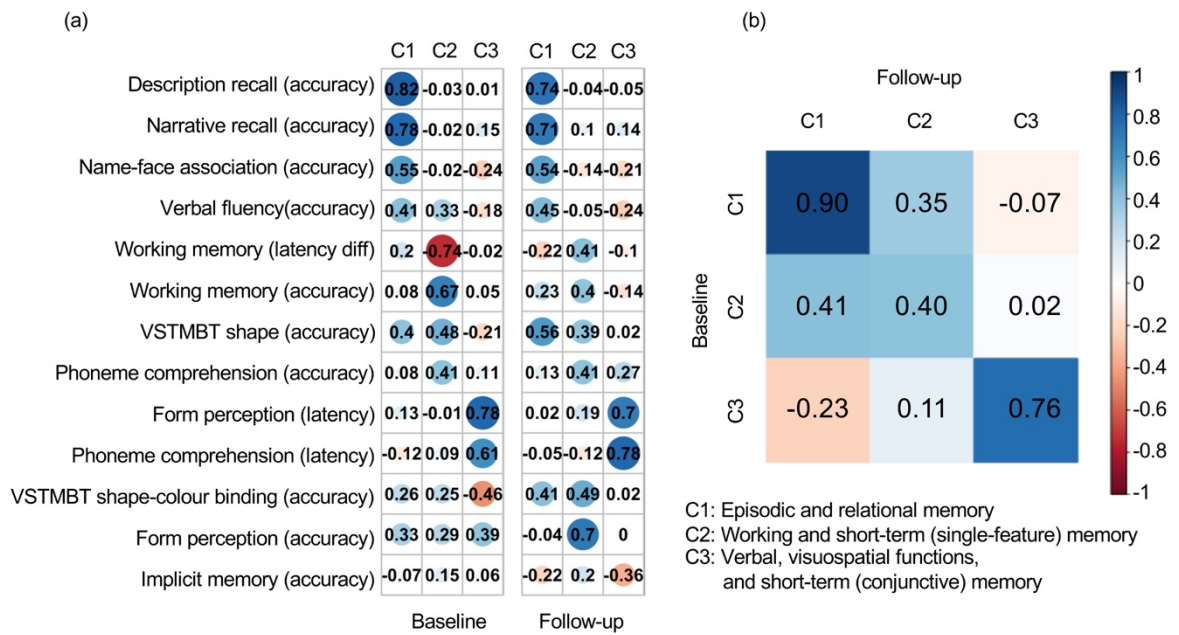 (a)
C1 C2 C3 C1 C2 C3
Description recall (accuracy) 0.82 -0.03 0.01 0.74 -0.04 -0.05
Narrative recall (accuracy) 0.78 -0.02 0.15 0.71 0.1 0.14
Name-face association (accuracy) 0.55 -0.02 -0.24 0.54 -0.14 -0.21
Verbal fluency(accuracy) 0.41 0.33 -0.18 0.45 -0.05 -0.24
Working memory (latency diff) 0.2 -0.74 -0.02 -0.22 0.41 -0.1
Working memory (accuracy) 0.08 0.67 0.05 0.23 0.4 -0.14
VSTMBT shape (accuracy) 0.4 0.48 -0.21 0.56 0.39 0.02
Phoneme comprehension (accuracy) 0.08 0.41 0.11 0.13 0.41 0.27
Form perception (latency) 0.13 -0.01 0.78 0.02 0.19 0.7
Phoneme comprehension (latency) -0.12 0.09 0.61 -0.05 -0.12 0.78
VSTMBT shape-colour binding (accuracy) 0.26 0.25 -0.46 0.41 0.49 0.02
Form perception (accuracy) 0.33 0.29 0.39 -0.04 0.7 0
Implicit memory (accuracy) -0.07 0.15 0.06 -0.22 0.2 -0.36
Baseline Follow-up
(b)
Follow-up
C1 C2 C3
Baseline
C1 0.90 0.35 -0.07
C2 0.41 0.40 0.02
C3 -0.23 0.11 0.76
1
0.8
0.6
0.4
0.2
0
-0.2
-0.4
-0.6
-0.8
-1
C1: Episodic and relational memory
C2: Working and short-term (single-feature) memory
C3: Verbal, visuospatial functions,
and short-term (conjunctive) memory